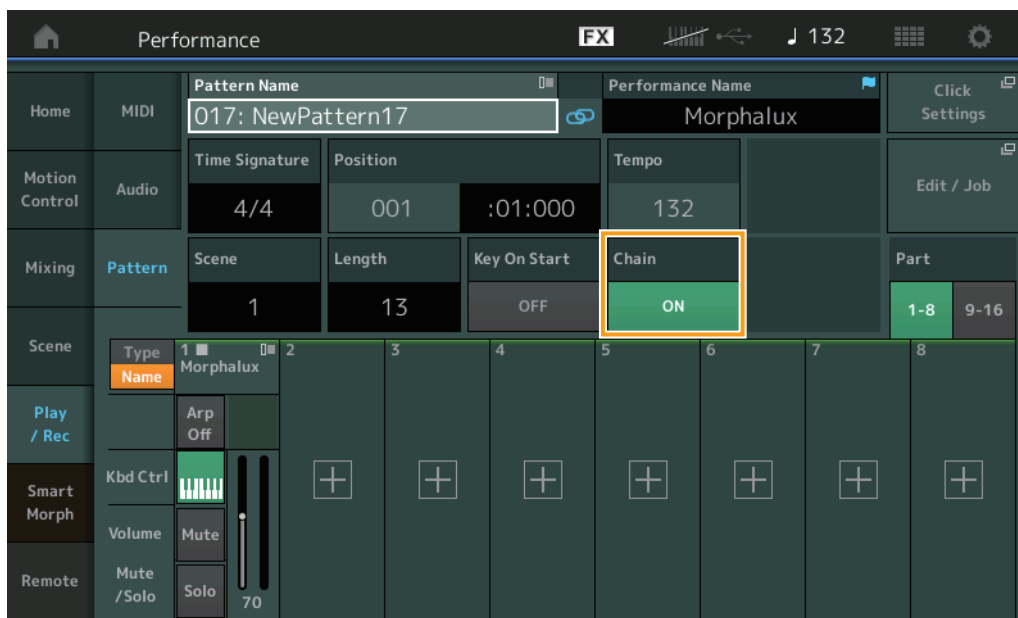 Performance
FX
132
Home
MIDI
Pattern Name
017: NewPattern17
Performance Name
Morphalux
Click
Settings
Motion
Control
Audio
Time Signature
4/4
Position
001
:01:000
Tempo
132
Edit / Job
Mixing
Pattern
Scene
1
Length
13
Key On Start
OFF
Chain
ON
Part
1-8
9-16
Scene
Type
Name
1
Morphalux
2
3
4
5
6
7
8
Play
/ Rec
Arp
Off
Kbd Ctrl
Smart
Morph
Volume
Mute
Remote
Mute
/Solo
Solo
70